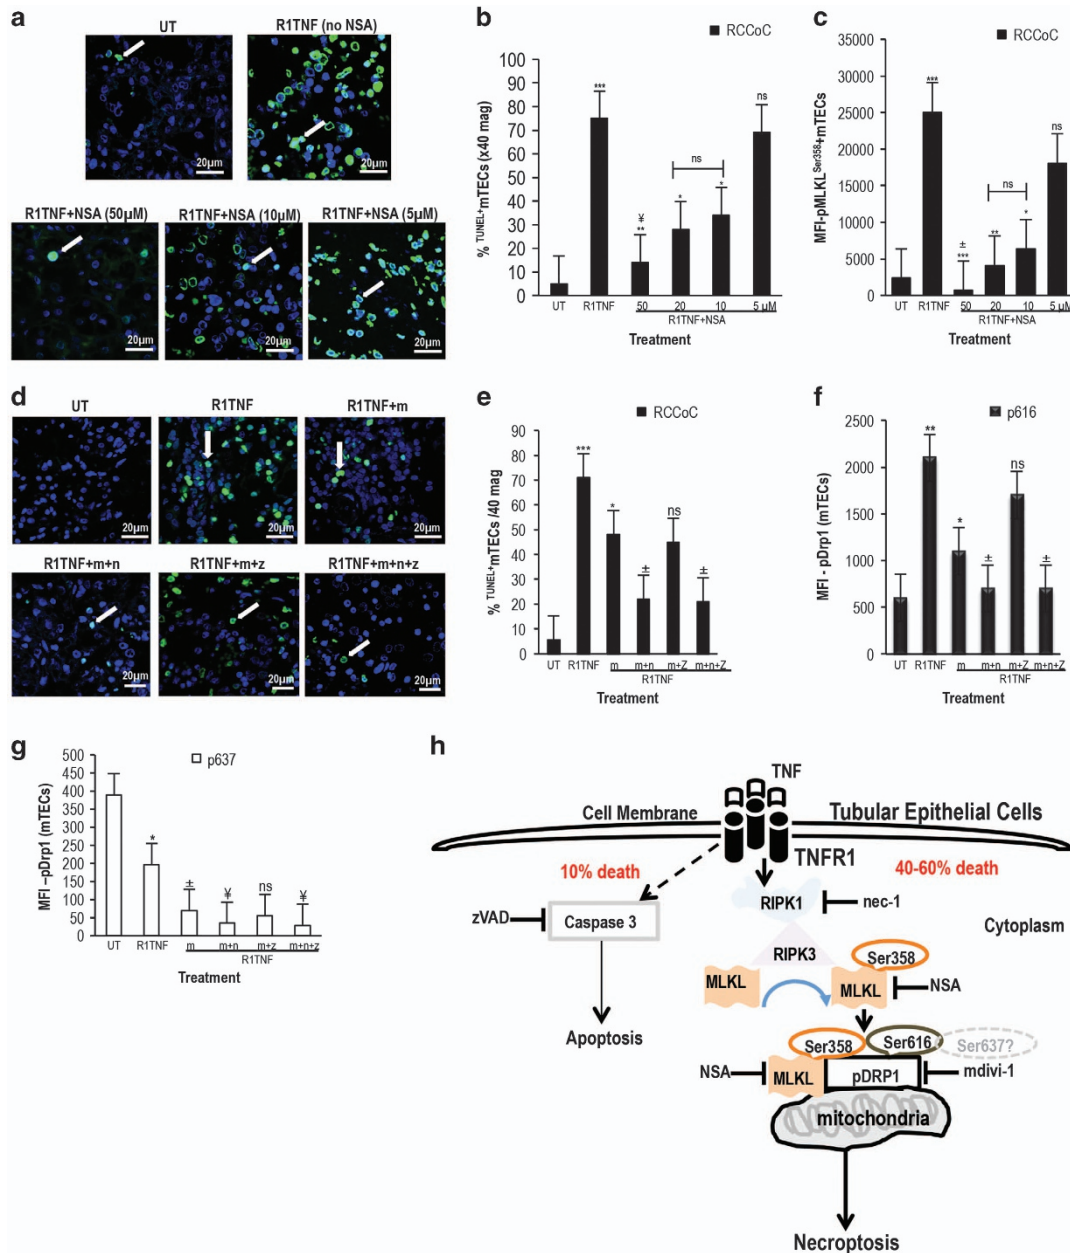 a
UT
R1TNF (no NSA)
20µm
20µm
R1TNF+NSA (50µM)
R1TNF+NSA (10µM)
R1TNF+NSA (5µM)
20µm
20µm
20µm
b
RCCoC
% TUNEL+mTECs (x40 mag)
100
90
80
70
60
50
40
30
20
10
0
***
¥
**
*
ns
*
ns
UT
R1TNF
50
20
10
5 µM
R1TNF+NSA
Treatment
c
RCCoC
MFI-pMLKLSer358+mTECs
35000
30000
25000
20000
15000
10000
5000
0
***
±
***
**
ns
*
ns
UT
R1TNF
50
20
10
5 µM
R1TNF+NSA
Treatment
d
UT
R1TNF
R1TNF+m
20µm
20µm
20µm
R1TNF+m+n
R1TNF+m+z
R1TNF+m+n+z
20µm
20µm
20µm
e
RCCoC
% TUNEL+mTECs /40 mag
90
80
70
60
50
40
30
20
10
0
***
*
±
ns
±
UT
R1TNF
m
m+n
m+Z
m+n+Z
R1TNF
Treatment
f
p616
MFI - pDrp1 (mTECs)
2500
2000
1500
1000
500
0
**
*
±
ns
±
UT
R1TNF
m
m+n
m+Z
m+n+Z
R1TNF
Treatment
g
p637
MFI –pDrp1 (mTECs)
500
450
400
350
300
250
200
150
100
50
0
*
±
¥
ns
¥
UT
R1TNF
m
m+n
m+z
m+n+z
R1TNF
Treatment
h
TNF
Cell Membrane
Tubular Epithelial Cells
TNFR1
10% death
40-60% death
RIPK1
nec-1
zVAD
Caspase 3
Cytoplasm
RIPK3
Ser358
MLKL
MLKL
NSA
Apoptosis
Ser358
Ser616
Ser637?
NSA
MLKL
pDRP1
mdivi-1
mitochondria
Necroptosis